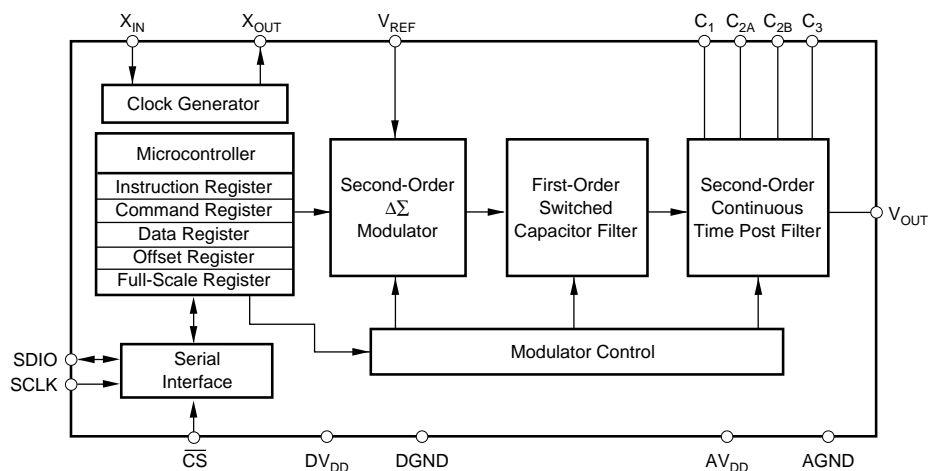 X_IN X_OUT V_REF C_1 C_2A C_2B C_3
Clock Generator
Microcontroller
Instruction Register
Command Register
Data Register
Offset Register
Full-Scale Register
Second-Order
ΔΣ
Modulator
First-Order
Switched
Capacitor Filter
Second-Order
Continuous
Time Post Filter
V_OUT
Modulator Control
SDIO
SCLK
Serial
Interface
C̅S̅ DV_DD DGND AV_DD AGND